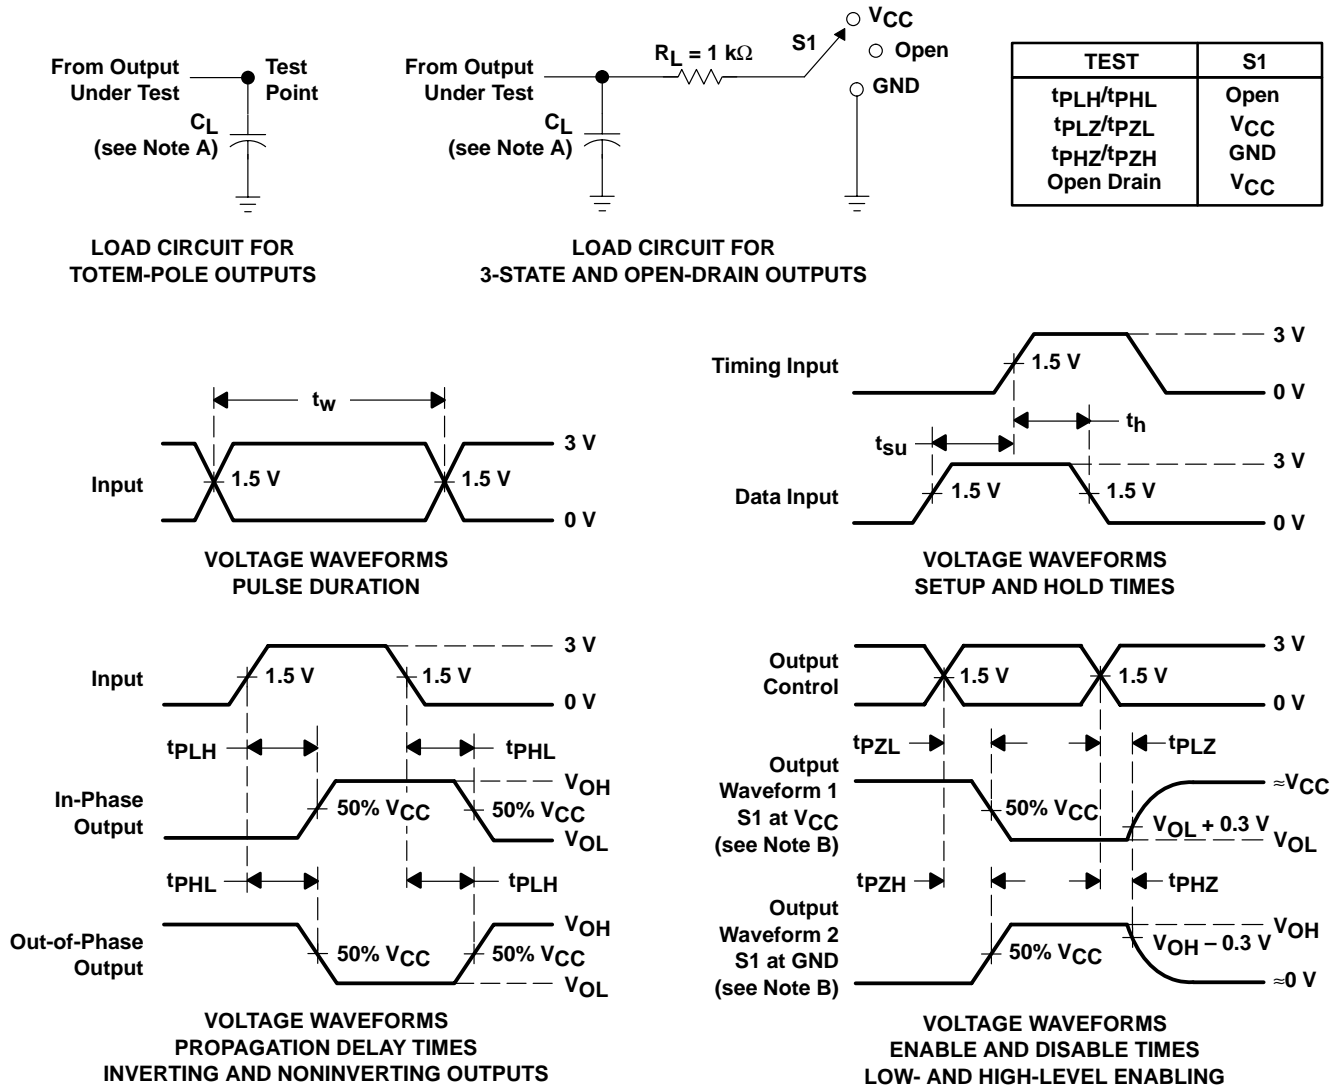 From Output
Under Test
Test
Point
CL
(see Note A)
LOAD CIRCUIT FOR
TOTEM-POLE OUTPUTS
From Output
Under Test
RL = 1 kΩ
S1
VCC
Open
GND
CL
(see Note A)
LOAD CIRCUIT FOR
3-STATE AND OPEN-DRAIN OUTPUTS
TEST S1
tPLH/tPHL Open
tPLZ/tPZL VCC
tPHZ/tPZH GND
Open Drain VCC
tw
Input
1.5 V
1.5 V
3 V
0 V
VOLTAGE WAVEFORMS
PULSE DURATION
Timing Input
1.5 V
3 V
0 V
th
tsu
Data Input
1.5 V
1.5 V
3 V
0 V
VOLTAGE WAVEFORMS
SETUP AND HOLD TIMES
Input
1.5 V
1.5 V
3 V
0 V
tPLH
tPHL
In-Phase
Output
50% VCC
50% VCC
VOH
VOL
tPHL
tPLH
Out-of-Phase
Output
50% VCC
50% VCC
VOH
VOL
VOLTAGE WAVEFORMS
PROPAGATION DELAY TIMES
INVERTING AND NONINVERTING OUTPUTS
Output
Control
1.5 V
1.5 V
3 V
0 V
tPZL
tPLZ
Output
Waveform 1
S1 at VCC
(see Note B)
50% VCC
VOL + 0.3 V
≈VCC
VOL
tPZH
tPHZ
Output
Waveform 2
S1 at GND
(see Note B)
50% VCC
VOH – 0.3 V
VOH
≈0 V
VOLTAGE WAVEFORMS
ENABLE AND DISABLE TIMES
LOW- AND HIGH-LEVEL ENABLING